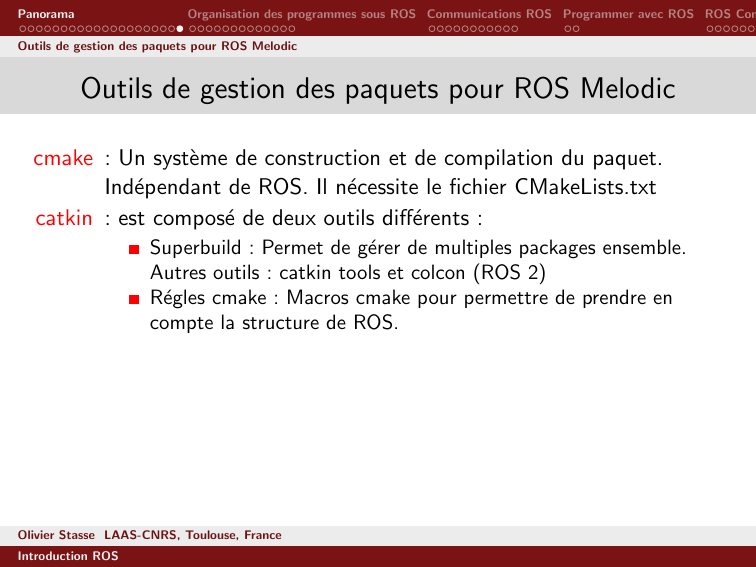 Panorama Organisation des programmes sous ROS Communications ROS Programmer avec ROS ROS Con
Outils de gestion des paquets pour ROS Melodic
Outils de gestion des paquets pour ROS Melodic
cmake : Un système de construction et de compilation du paquet.
Indépendant de ROS. Il nécessite le fichier CMakeLists.txt
catkin : est composé de deux outils différents :
Superbuild : Permet de gérer de multiples packages ensemble.
Autres outils : catkin tools et colcon (ROS 2)
Régles cmake : Macros cmake pour permettre de prendre en
compte la structure de ROS.
Olivier Stasse LAAS-CNRS, Toulouse, France
Introduction ROS